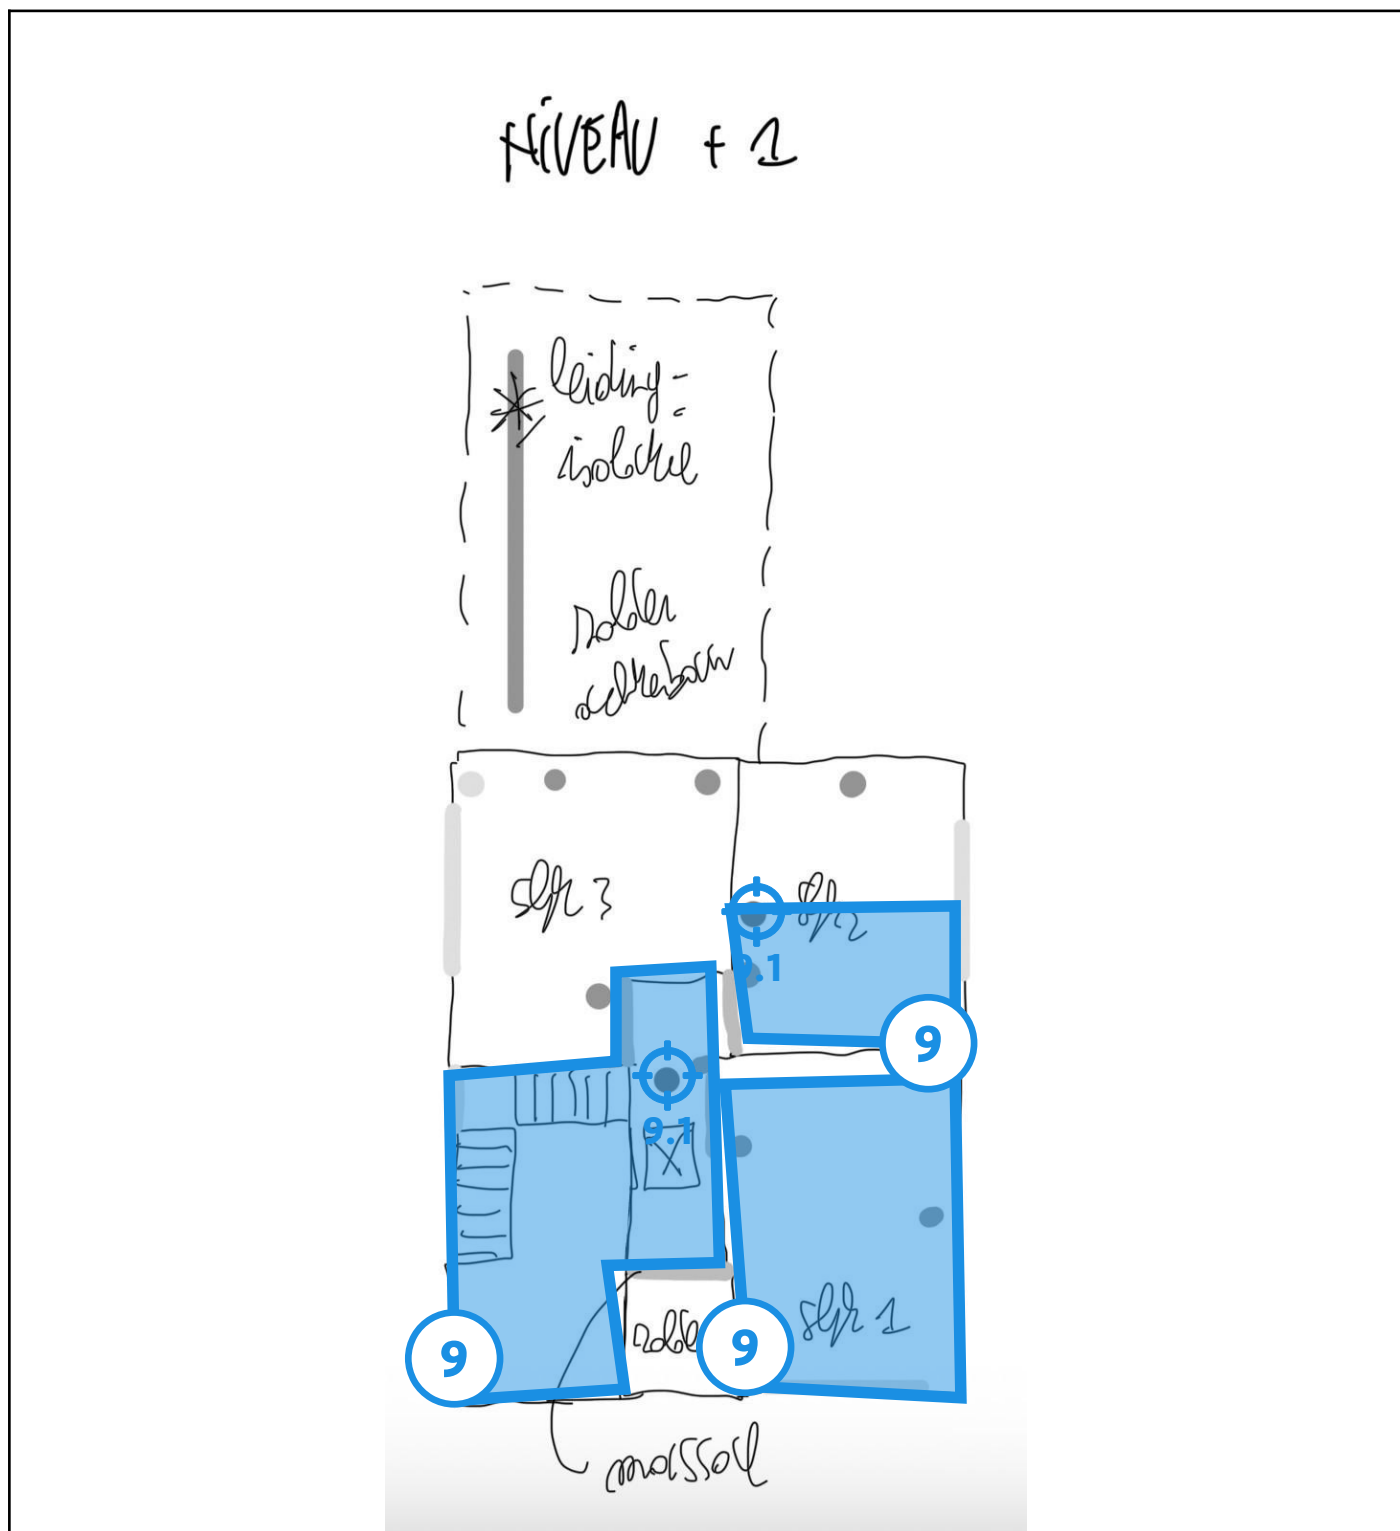 NIVEAU + 1
leiding-
isolatie
zolder
achterbouw
slpk 3
slpk 2
9.1
9
9.1
slpk 1
zolder
9
9
massief